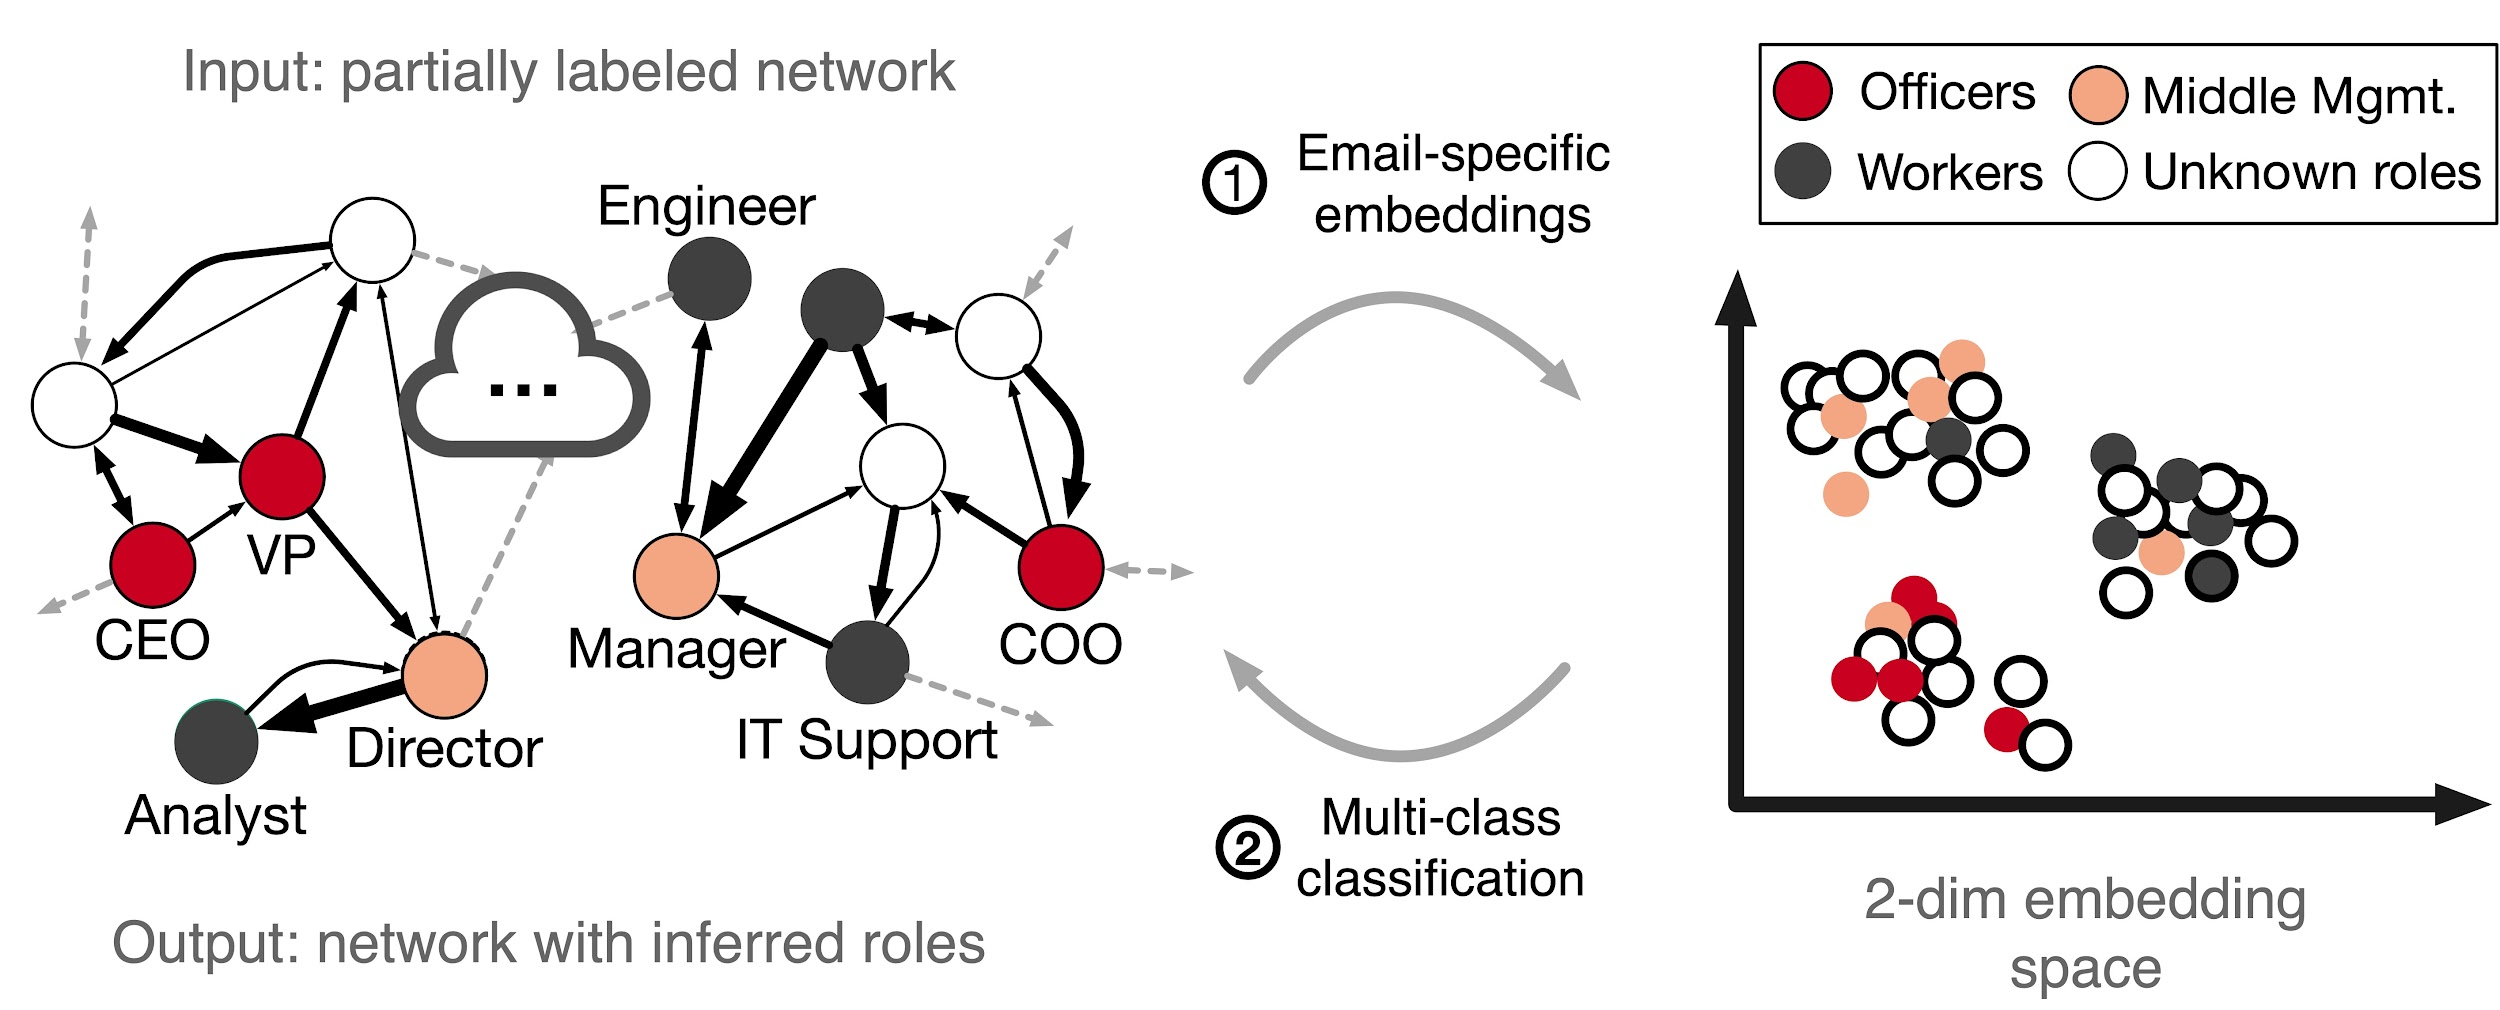 Input: partially labeled network
Officers
Middle Mgmt.
Workers
Unknown roles
1
Email-specific
embeddings
Engineer
...
VP
CEO
Manager
COO
Director
IT Support
Analyst
2
Multi-class
classification
2-dim embedding
space
Output: network with inferred roles